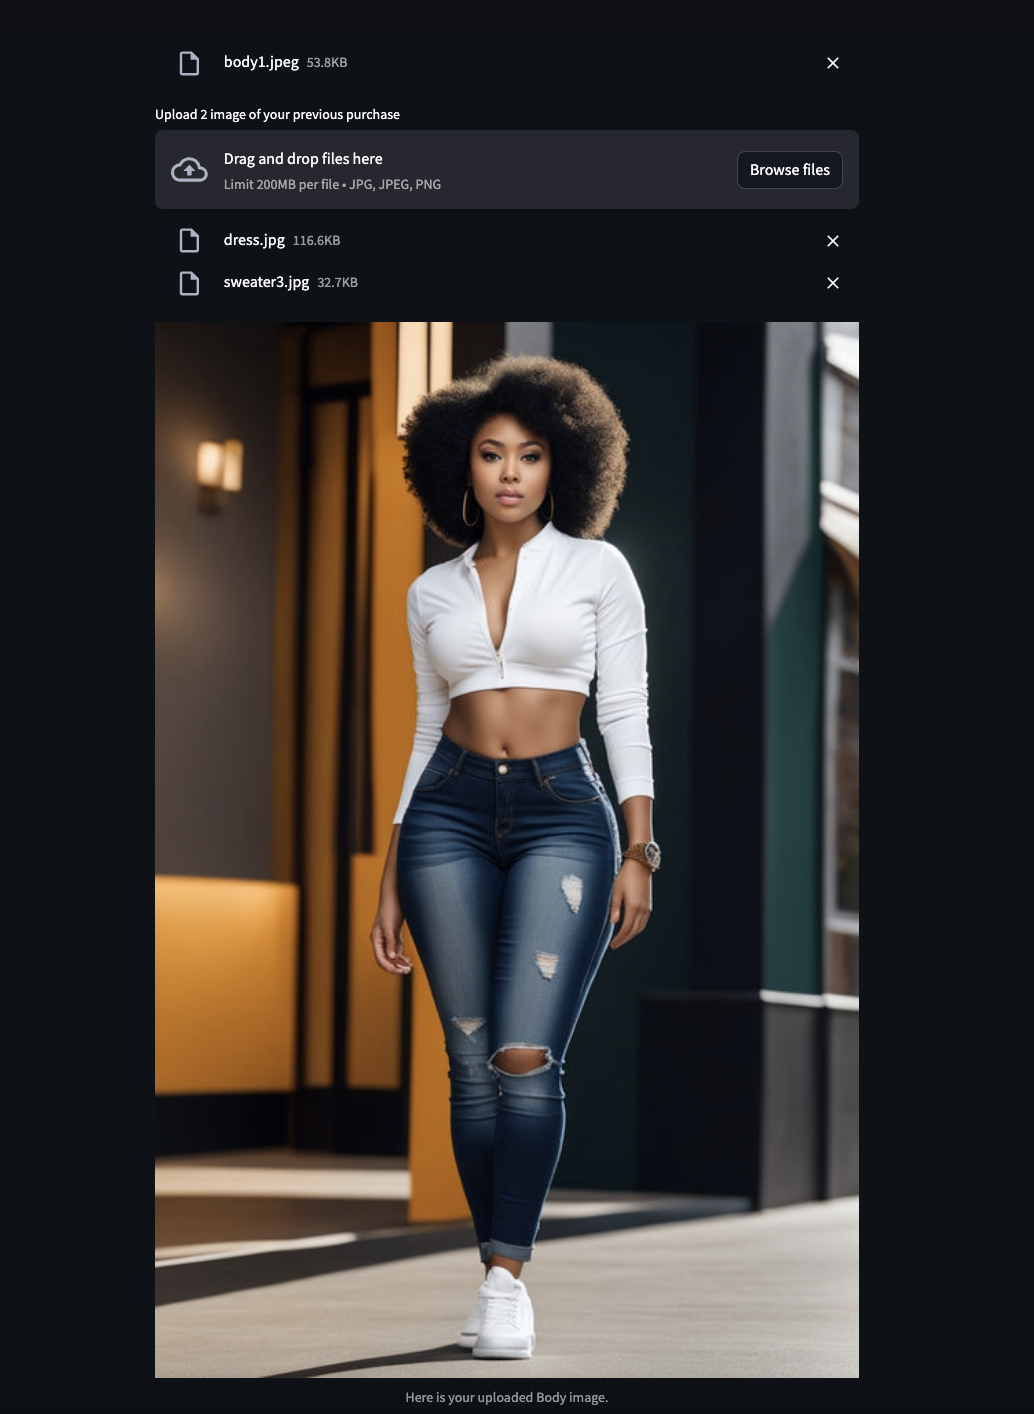 body1.jpeg 53.8KB
Upload 2 image of your previous purchase
Drag and drop files here
Limit 200MB per file • JPG, JPEG, PNG
Browse files
dress.jpg 116.6KB
sweater3.jpg 32.7KB
Here is your uploaded Body image.